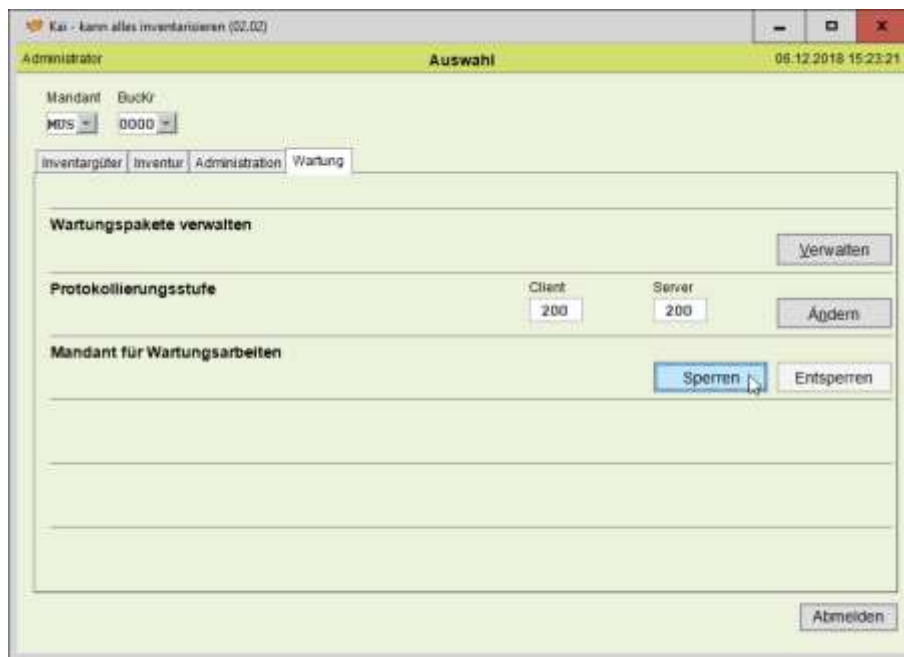 Kai - kann alles inventarisieren (02.02)
Administrator Auswahl 06.12.2018 15:23:21
Mandant BucKr
MUS 0000
Inventargüter Inventur Administration Wartung
Wartungspakete verwalten
Verwalten
Protokollierungsstufe Client Server
200 200 Ändern
Mandant für Wartungsarbeiten
Sperren Entsperren
Abmelden